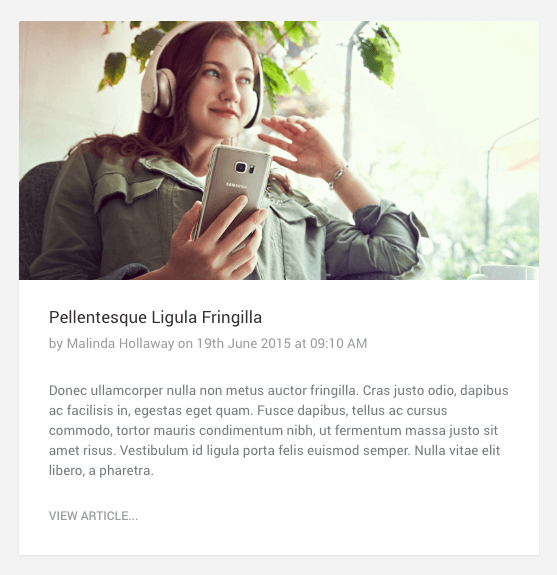 SAMSUNG
Pellentesque Ligula Fringilla
by Malinda Hollaway on 19th June 2015 at 09:10 AM
Donec ullamcorper nulla non metus auctor fringilla. Cras justo odio, dapibus
ac facilisis in, egestas eget quam. Fusce dapibus, tellus ac cursus
commodo, tortor mauris condimentum nibh, ut fermentum massa justo sit
amet risus. Vestibulum id ligula porta felis euismod semper. Nulla vitae elit
libero, a pharetra.
VIEW ARTICLE...